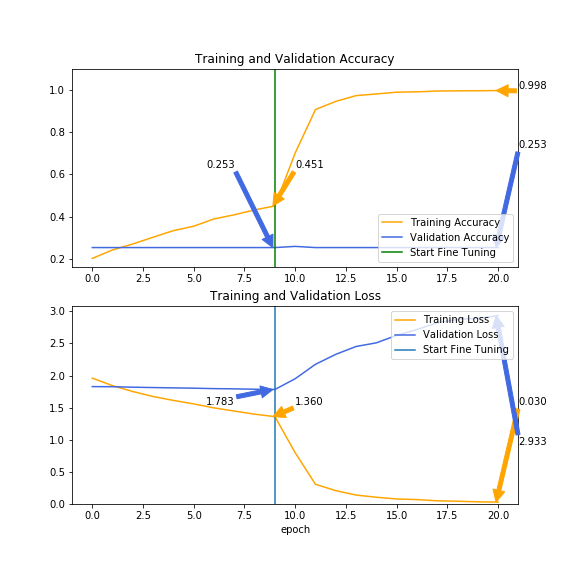 Training and Validation Accuracy
1.0
0.8
0.6
0.4
0.2
0.998
0.253
0.253
0.451
Training Accuracy
Validation Accuracy
Start Fine Tuning
0.0 2.5 5.0 7.5 10.0 12.5 15.0 17.5 20.0
Training and Validation Loss
3.0
2.5
2.0
1.5
1.0
0.5
0.0
Training Loss
Validation Loss
Start Fine Tuning
1.783
1.360
0.030
2.933
0.0 2.5 5.0 7.5 10.0 12.5 15.0 17.5 20.0
epoch